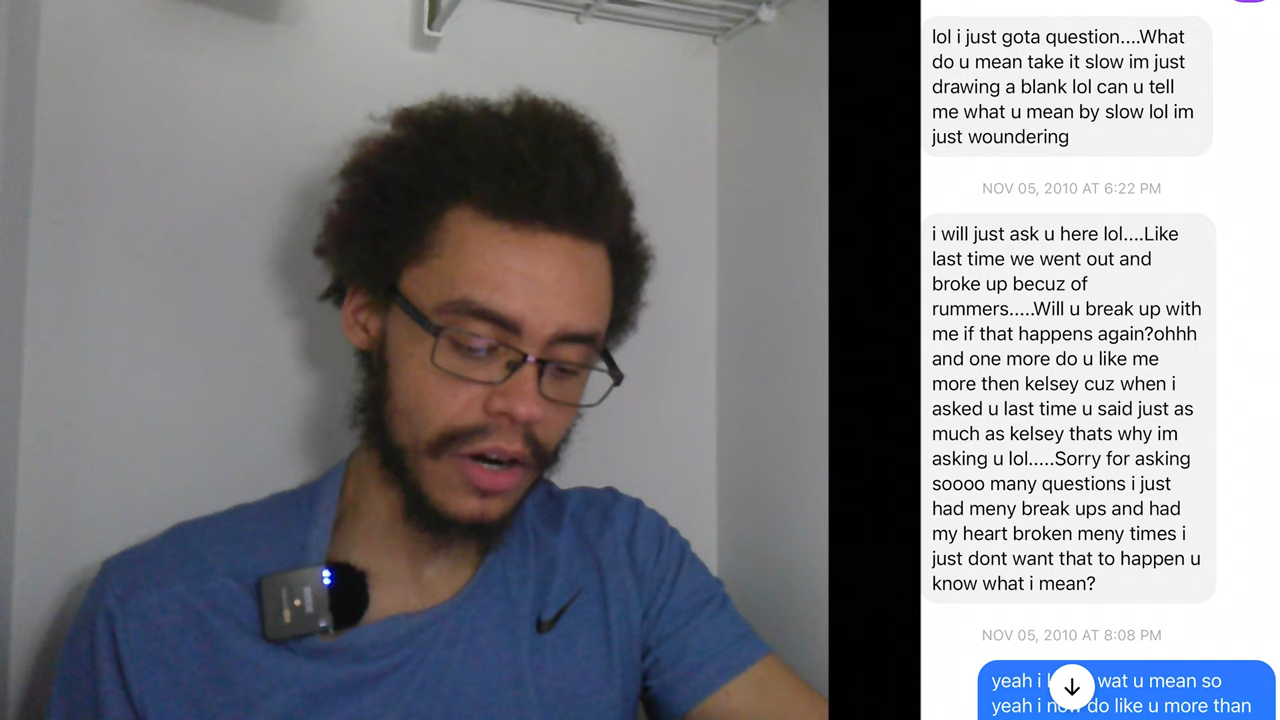 lol i just gota question....What
do u mean take it slow im just
drawing a blank lol can u tell
me what u mean by slow lol im
just woundering
NOV 05, 2010 AT 6:22 PM
i will just ask u here lol....Like
last time we went out and
broke up becuz of
rummers.....Will u break up with
me if that happens again?ohhh
and one more do u like me
more then kelsey cuz when i
asked u last time u said just as
much as kelsey thats why im
asking u lol.....Sorry for asking
soooo many questions i just
had meny break ups and had
my heart broken meny times i
just dont want that to happen u
know what i mean?
NOV 05, 2010 AT 8:08 PM
yeah i wat u mean so
yeah i do like u more than